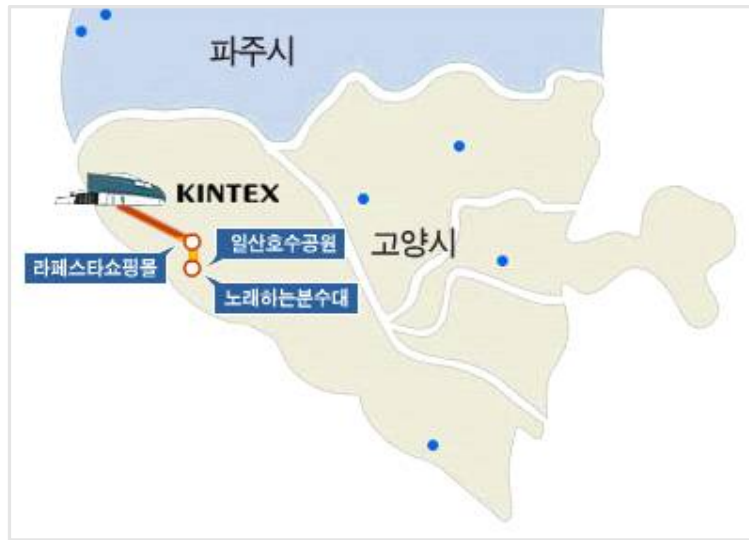 파주시
KINTEX
일산호수공원
고양시
라페스타쇼핑몰
노래하는분수대